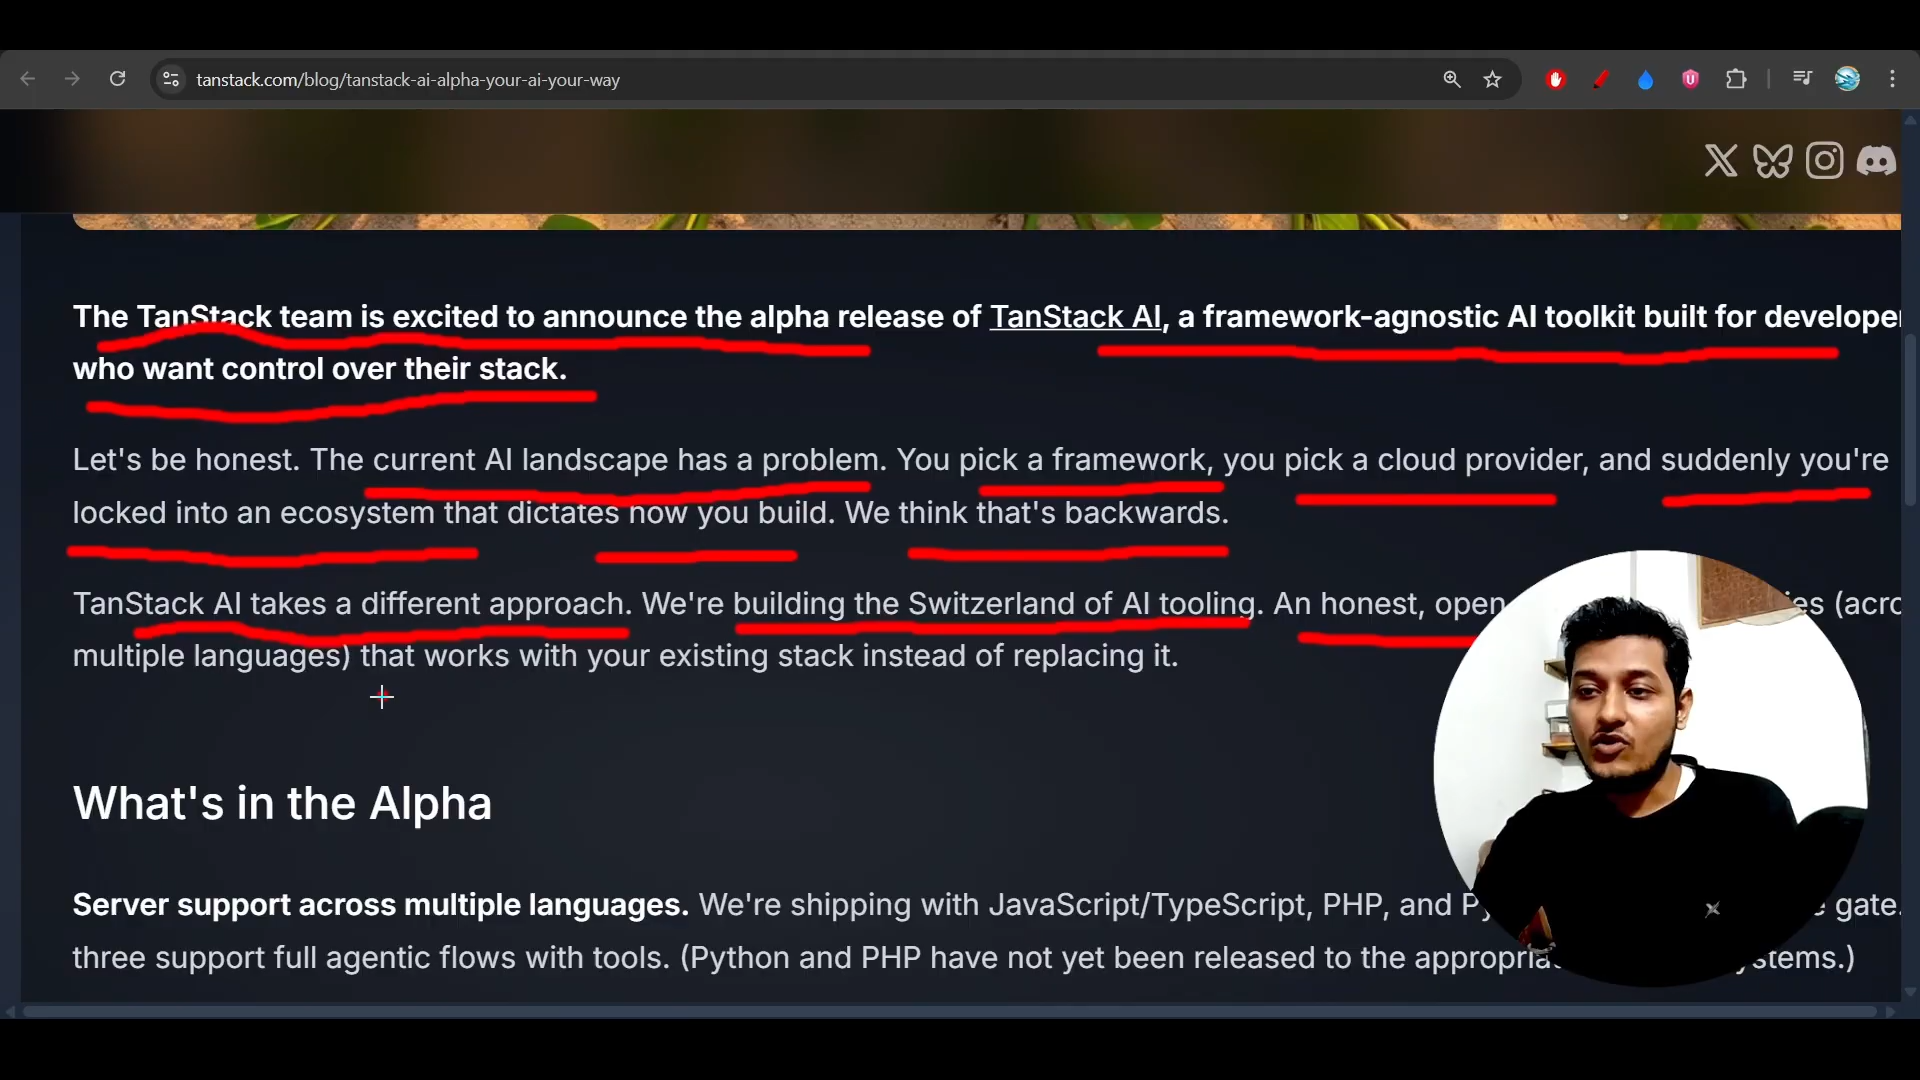 tanstack.com/blog/tanstack-ai-alpha-your-ai-your-way
The TanStack team is excited to announce the alpha release of TanStack AI, a framework-agnostic AI toolkit built for develope
who want control over their stack.
Let's be honest. The current AI landscape has a problem. You pick a framework, you pick a cloud provider, and suddenly you're
locked into an ecosystem that dictates how you build. We think that's backwards.
TanStack AI takes a different approach. We're building the Switzerland of AI tooling. An honest, open (acro
multiple languages) that works with your existing stack instead of replacing it.
What's in the Alpha
Server support across multiple languages. We're shipping with JavaScript/TypeScript, PHP, and gate.
three support full agentic flows with tools. (Python and PHP have not yet been released to the